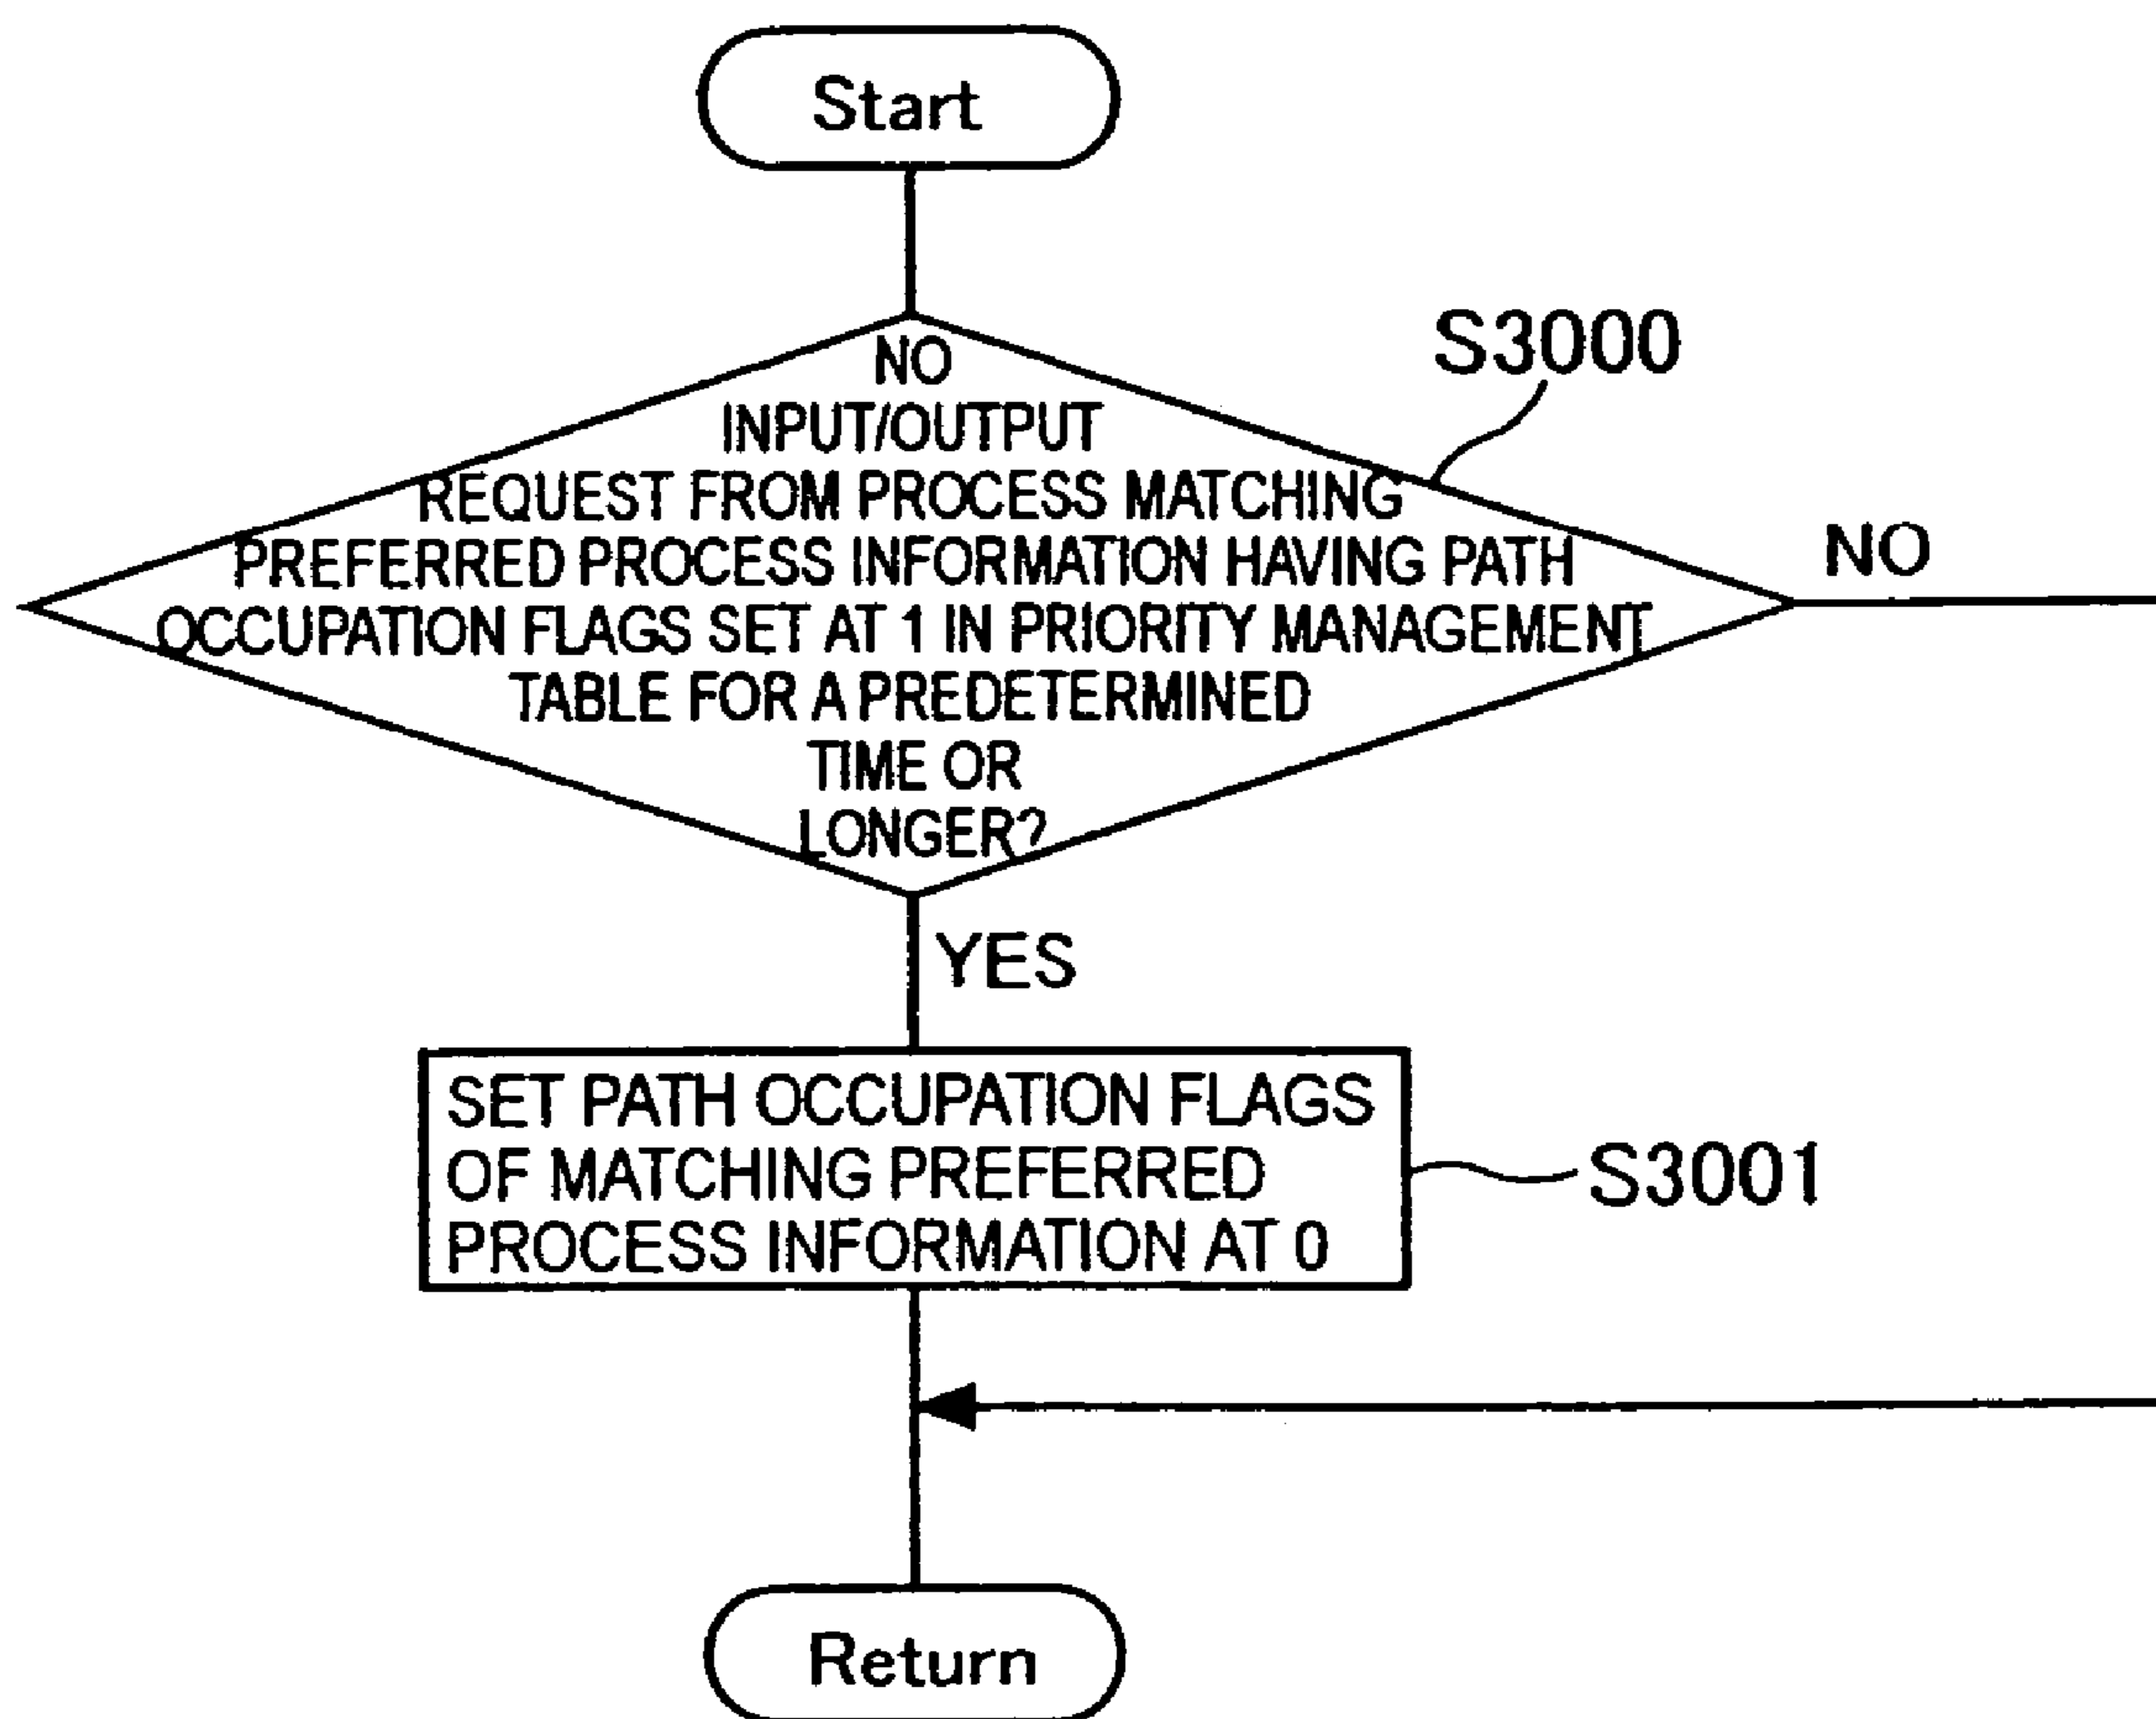 Start
S3000
NO
INPUT/OUTPUT
REQUEST FROM PROCESS MATCHING
PREFERRED PROCESS INFORMATION HAVING PATH
OCCUPATION FLAGS SET AT 1 IN PRIORITY MANAGEMENT
TABLE FOR A PREDETERMINED
TIME OR
LONGER?
NO
YES
SET PATH OCCUPATION FLAGS
OF MATCHING PREFERRED
PROCESS INFORMATION AT 0
S3001
Return